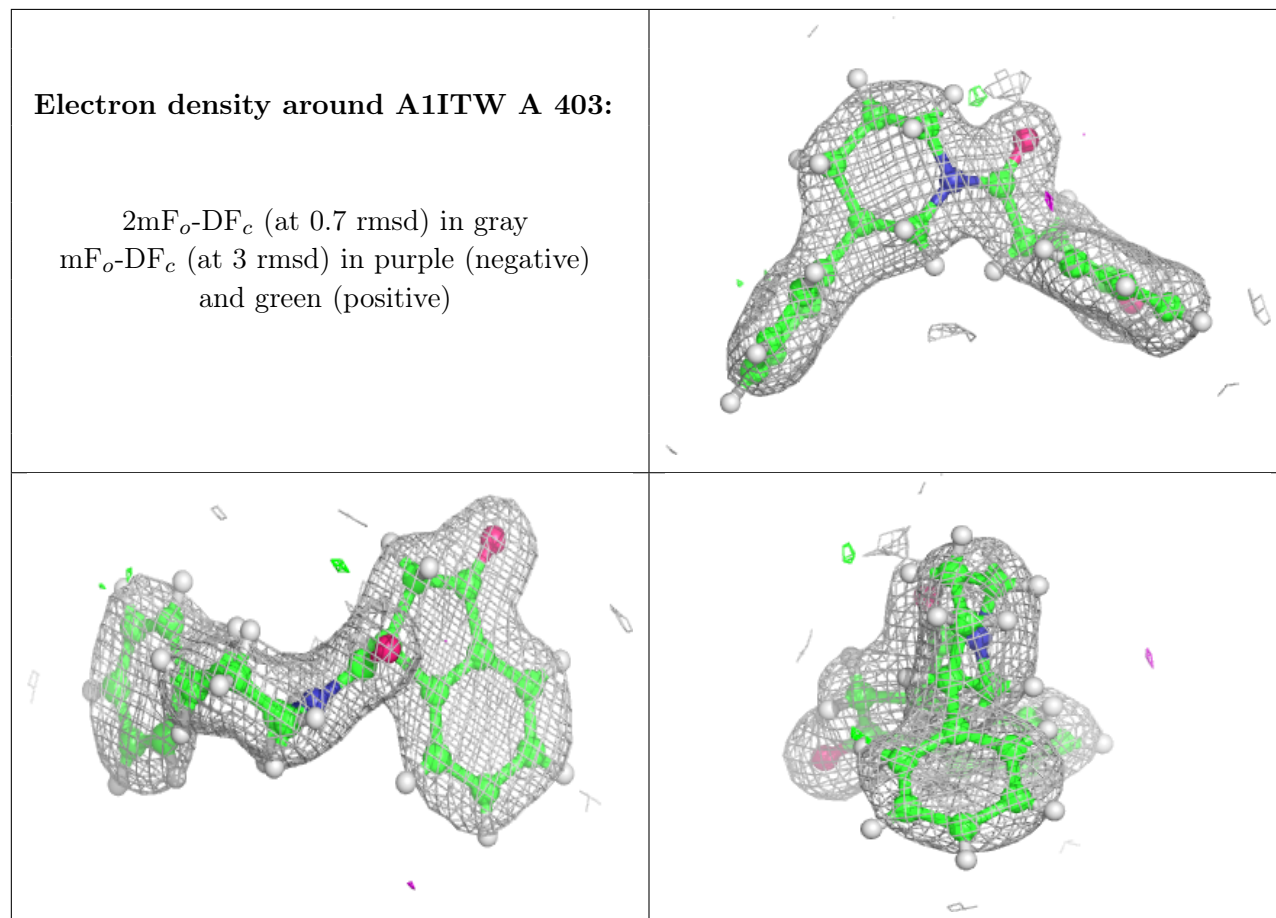 Electron density around A1ITW A 403:
2mFo-DFc (at 0.7 rmsd) in gray
mFo-DFc (at 3 rmsd) in purple (negative)
and green (positive)